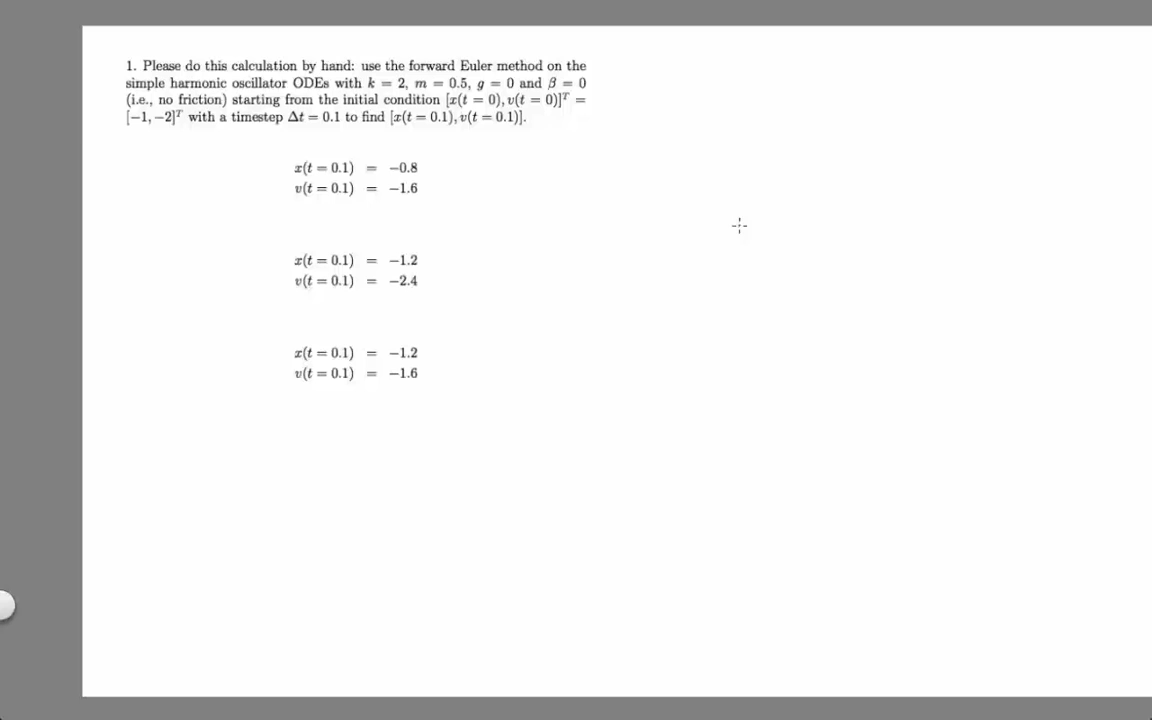 1. Please do this calculation by hand: use the forward Euler method on the
simple harmonic oscillator ODEs with k = 2, m = 0.5, g = 0 and β = 0
(i.e., no friction) starting from the initial condition [x(t = 0), v(t = 0)]ᵀ =
[−1, −2]ᵀ with a timestep Δt = 0.1 to find [x(t = 0.1), v(t = 0.1)].
x(t = 0.1) = −0.8
v(t = 0.1) = −1.6
x(t = 0.1) = −1.2
v(t = 0.1) = −2.4
x(t = 0.1) = −1.2
v(t = 0.1) = −1.6